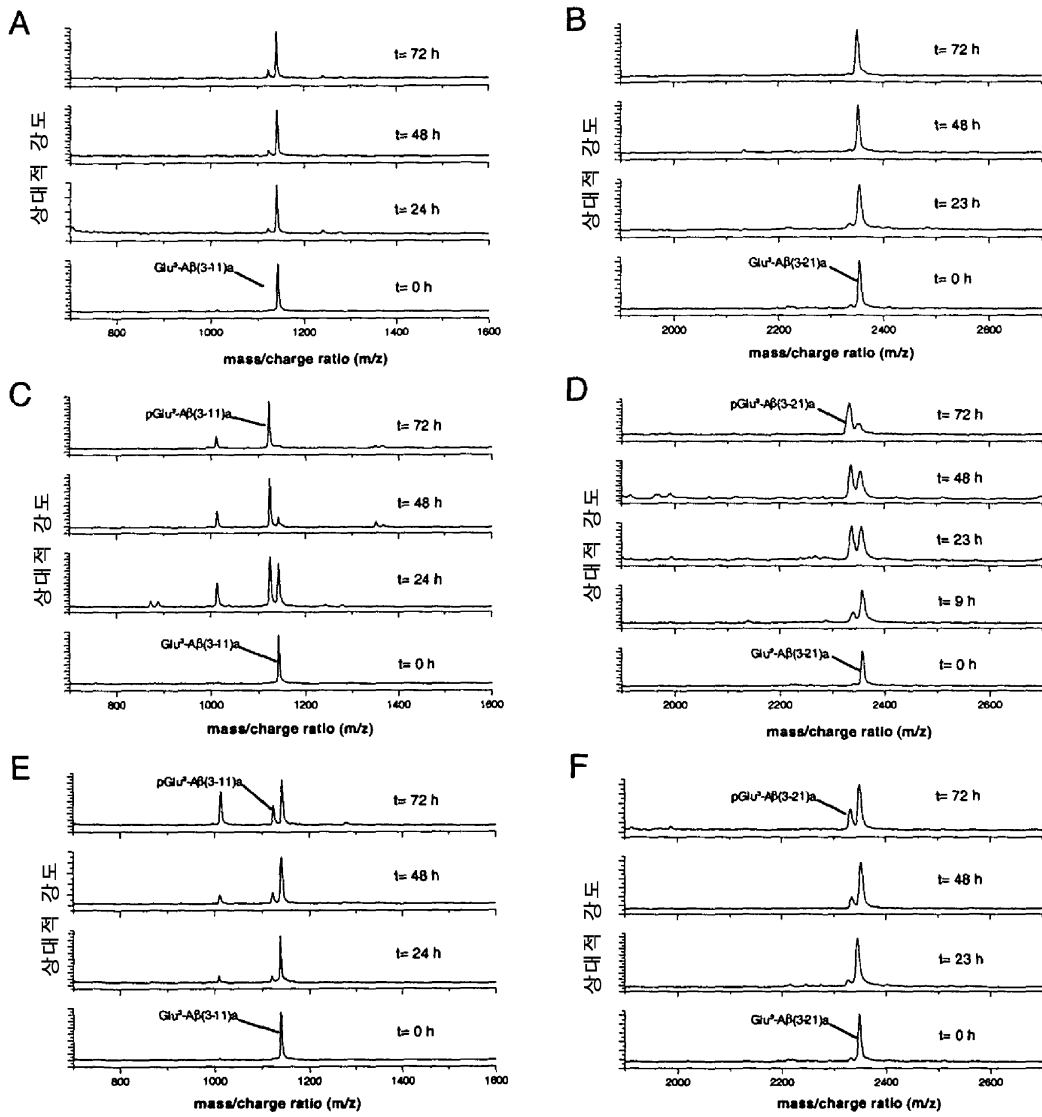 A
t= 72 h
t= 48 h
t= 24 h
Glu³-Aβ(3-11)a
t= 0 h
상대적 강도
800 1000 1200 1400 1600
mass/charge ratio (m/z)
B
t= 72 h
t= 48 h
t= 23 h
Glu³-Aβ(3-21)a
t= 0 h
상대적 강도
2000 2200 2400 2600
mass/charge ratio (m/z)
C
pGlu³-Aβ(3-11)a
t= 72 h
t= 48 h
t= 24 h
Glu³-Aβ(3-11)a
t= 0 h
상대적 강도
800 1000 1200 1400 1600
mass/charge ratio (m/z)
D
pGlu³-Aβ(3-21)a
t= 72 h
t= 48 h
t= 23 h
t= 9 h
Glu³-Aβ(3-21)a
t= 0 h
상대적 강도
2000 2200 2400 2600
mass/charge ratio (m/z)
E
pGlu³-Aβ(3-11)a
t= 72 h
t= 48 h
t= 24 h
Glu³-Aβ(3-11)a
t= 0 h
상대적 강도
800 1000 1200 1400 1600
mass/charge ratio (m/z)
F
pGlu³-Aβ(3-21)a
t= 72 h
t= 48 h
t= 23 h
Glu³-Aβ(3-21)a
t= 0 h
상대적 강도
2000 2200 2400 2600
mass/charge ratio (m/z)